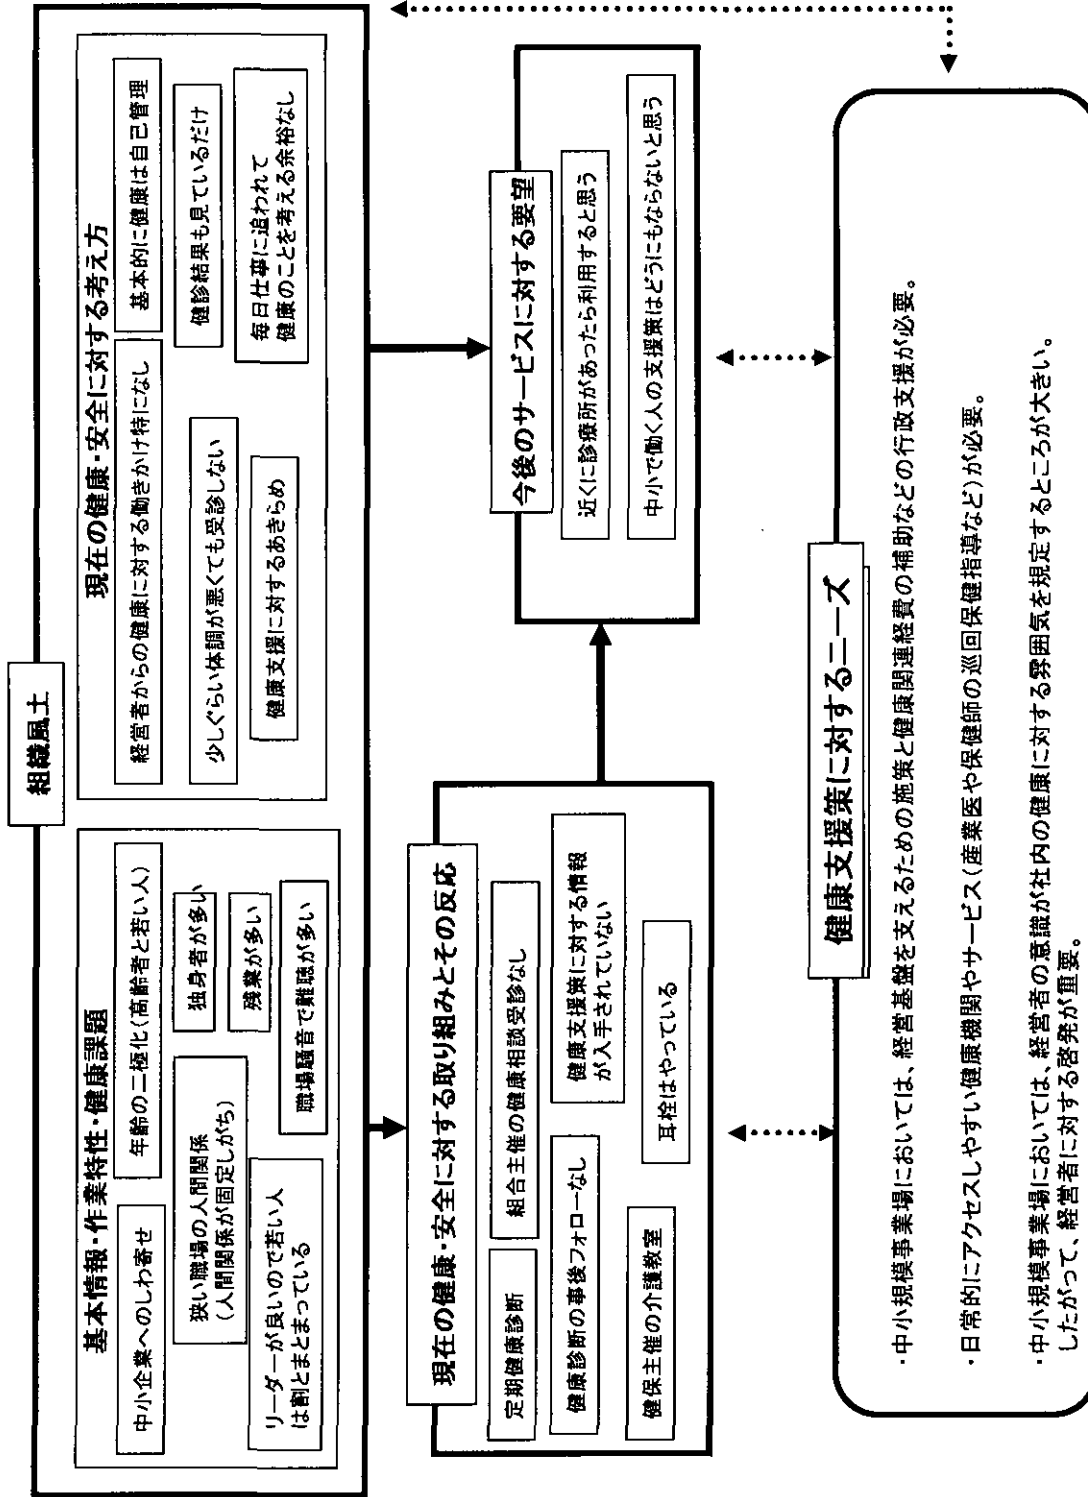 組織風土
基本情報・作業特性・健康課題
中小企業へのしわ寄せ
年齢の二極化(高齢者と若い人)
狭い職場の人間関係
(人間関係が固定しがち)
独身者が多い
残業が多い
リーダーが良いので若い人
は割とまとまっている
職場騒音で難聴が多い
現在の健康・安全に対する考え方
経営者からの健康に対する働きかけ特になし
基本的に健康は自己管理
少しぐらい体調が悪くても受診しない
健診結果も見ているだけ
健康支援に対するあきらめ
毎日仕事に追われて
健康のことを考える余裕なし
現在の健康・安全に対する取り組みとその反応
定期健康診断
組合主催の健康相談受診なし
健康診断の事後フォローなし
健康支援策に対する情報
が入手されていない
健保主催の介護教室
耳栓はやっている
今後のサービスに対する要望
近くに診療所があったら利用すると思う
中小で働く人の支援策はどうにもならないと思う
健康支援策に対するニーズ
・中小規模事業場においては、経営基盤を支えるための施策と健康関連経費の補助などの行政支援が必要。
・日常的にアクセスしやすい健康機関やサービス(産業医や保健師の巡回保健指導など)が必要。
・中小規模事業場においては、経営者の意識が社内の健康に対する雰囲気を規定するところが大きい。
したがって、経営者に対する啓発が重要。